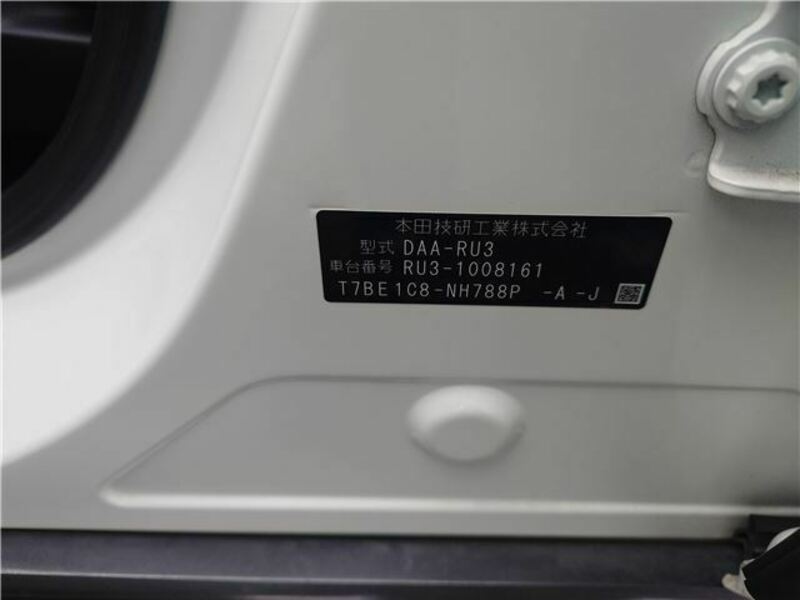 本田技研工業株式会社
型式 DAA-RU3
車台番号 RU3-1008161
T7BE1C8-NH788P -A-J